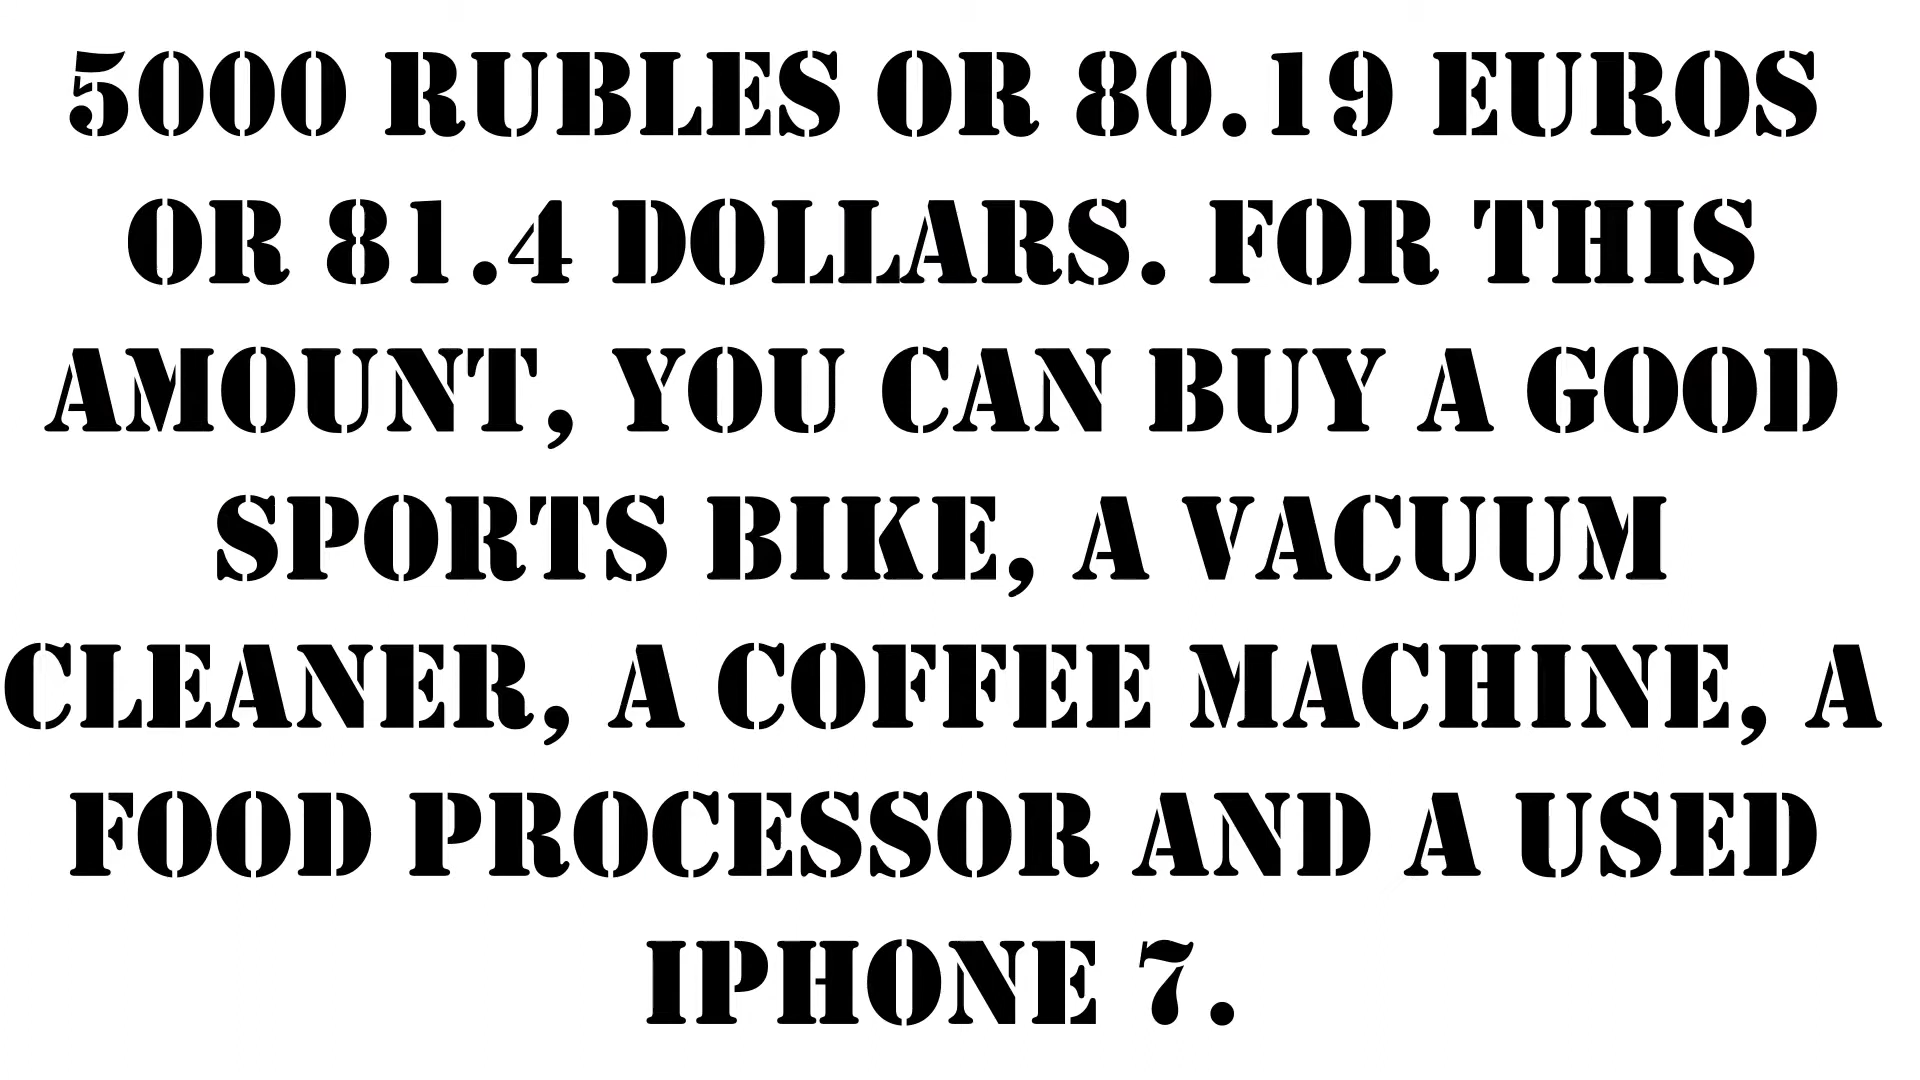 5000 RUBLES OR 80.19 EUROS
OR 81.4 DOLLARS. FOR THIS
AMOUNT, YOU CAN BUY A GOOD
SPORTS BIKE, A VACUUM
CLEANER, A COFFEE MACHINE, A
FOOD PROCESSOR AND A USED
IPHONE 7.